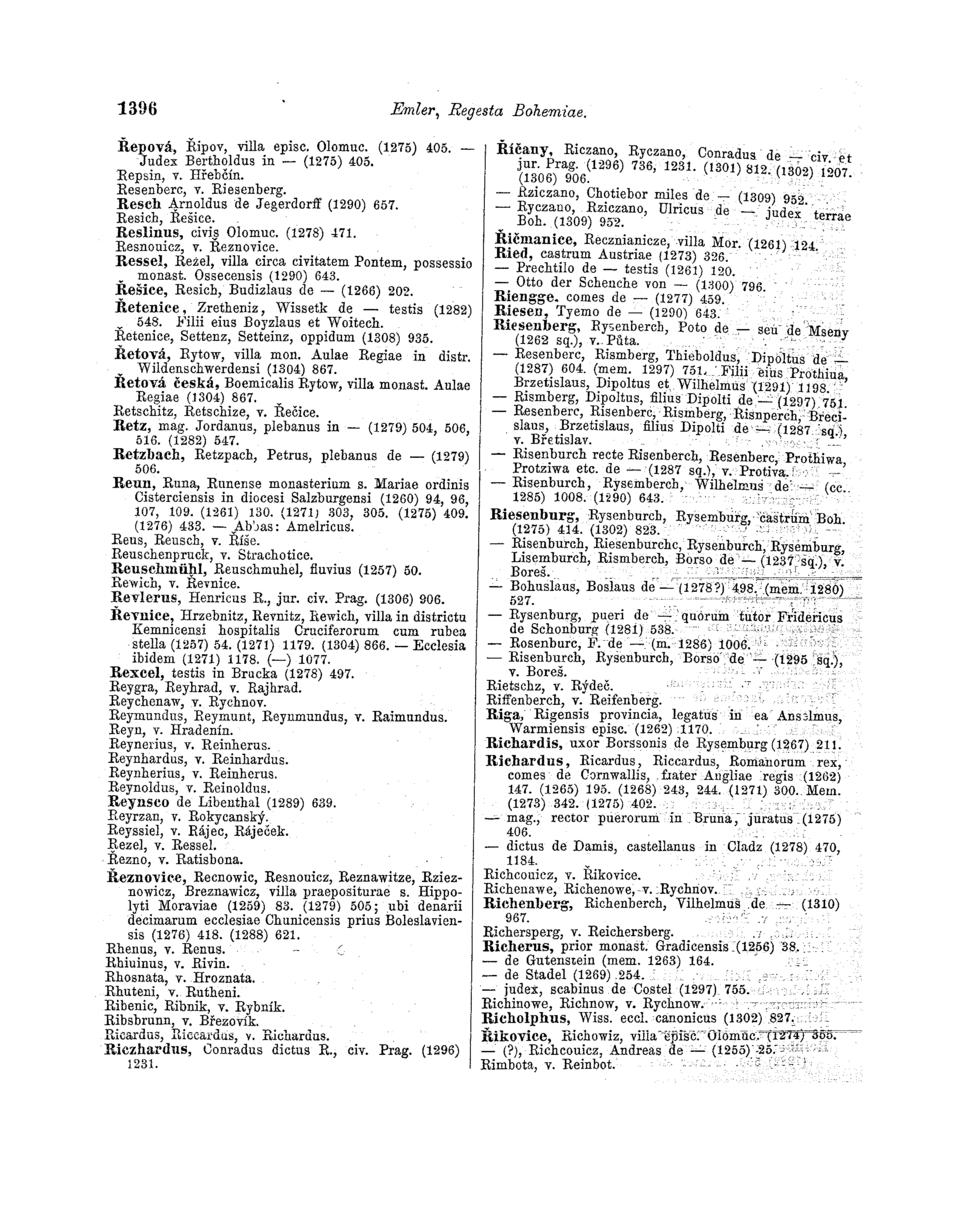 1396
Emler, Regesta Bohemiae.
Řepová, Řipov, villa episc. Olomuc. (1275) 405. —
Judex Bertholdus in — (1275) 405.
Repsin, v. Hřebčín.
Resenberc, v. Riesenberg.
Resch Arnoldus de Jegerdorff (1290) 657.
Resich, Řešice.
Reslinus, civis Olomuc. (1278) 471.
Resnouicz, v. Řeznovice.
Ressel, Rezel, villa circa civitatem Pontem, possessio
monast. Ossecensis (1290) 643.
Řešice, Resich, Budizlaus de — (1266) 202.
Řetenice, Zretheniz, Wissetk de — testis (1282)
548. Filii eius Boyzlaus et Woitech.
Řetenice, Settenz, Setteinz, oppidum (1308) 935.
Řetová, Rytow, villa mon. Aulae Regiae in distr.
Wildenschwerdensi (1304) 867.
Řetová česká, Boemicalis Rytow, villa monast. Aulae
Regiae (1304) 867.
Retschitz, Retschize, v. Řečice.
Retz, mag. Jordanus, plebanus in — (1279) 504, 506,
516. (1282) 547.
Retzbach, Retzpach, Petrus, plebanus de — (1279)
506.
Reun, Runa, Runense monasterium s. Mariae ordinis
Cisterciensis in diocesi Salzburgensi (1260) 94, 96,
107, 109. (1261) 130. (1271) 303, 305. (1275) 409.
(1276) 433. — Abbas: Amelricus.
Reus, Reusch, v. Říše.
Reuschenpruck, v. Strachotice.
Reuschmühl, Reuschmuhel, fluvius (1257) 50.
Rewich, v. Řevnice.
Revlerus, Henricus R., jur. civ. Prag. (1306) 906.
Řevnice, Hrzebnitz, Revnitz, Rewich, villa in districtu
Kemnicensi hospitalis Cruciferorum cum rubea
stella (1257) 54. (1271) 1179. (1304) 866. — Ecclesia
ibidem (1271) 1178. (—) 1077.
Rexcel, testis in Brucka (1278) 497.
Reygra, Reyhrad, v. Rajhrad.
Reychenaw, v. Rychnov.
Reymundus, Reymunt, Reynmundus, v. Raimundus.
Reyn, v. Hradenín.
Reynerius, v. Reinherus.
Reynhardus, v. Reinhardus.
Reynherius, v. Reinherus.
Reynoldus, v. Reinoldus.
Reynsco de Libenthal (1289) 639.
Reyrzan, v. Rokycanský.
Reyssiel, v. Rájec, Ráječek.
Rezel, v. Ressel.
Řezno, v. Ratisbona.
Řeznovice, Recnowic, Resnouicz, Reznawitze, Rziez-
nowicz, Breznawicz, villa praepositurae s. Hippo-
lyti Moraviae (1259) 83. (1279) 505; ubi denarii
decimarum ecclesiae Chunicensis prius Boleslavien-
sis (1276) 418. (1288) 621.
Rhenus, v. Renus.
Rhiuinus, v. Rivin.
Rhosnata, v. Hroznata.
Rhuteni, v. Rutheni.
Ribenic, Ribnik, v. Rybník.
Ribsbrunn, v. Březovík.
Ricardus, Riccardus, v. Richardus.
Riczhardus, Conradus dictus R., civ. Prag. (1296)
1231.
Říčany, Riczano, Ryczano, Conradus de — civ. et
jur. Prag. (1296) 736, 1231. (1301) 812. (1302) 1207.
(1306) 906.
— Rziczano, Chotiebor miles de — (1309) 952.
— Ryczano, Rziczano, Ulricus de — judex terrae
Boh. (1309) 952.
Řičmanice, Recznianicze, villa Mor. (1261) 124.
Ried, castrum Austriae (1273) 326.
— Prechtilo de — testis (1261) 120.
— Otto der Schenche von — (1300) 796.
Riengge, comes de — (1277) 459.
Riesen, Tyemo de — (1290) 643.
Riesenberg, Rysenberch, Poto de — seu de Mseny
(1262 sq.), v. Půta.
— Resenberc, Rismberg, Thieboldus, Dipoltus de —
(1287) 604. (mem. 1297) 751. Filii eius Prothiua,
Brzetislaus, Dipoltus et Wilhelmus (1291) 1198.
— Rismberg, Dipoltus, filius Dipolti de — (1297) 751.
— Resenberc, Risenberc, Rismberg, Risnperch, Breci-
slaus, Brzetislaus, filius Dipolti de — (1287 sq.),
v. Břetislav.
— Risenburch recte Risenberch, Resenberc, Prothiwa,
Protziwa etc. de — (1287 sq.), v. Protiva.
— Risenburch, Rysemberch, Wilhelmus de — (cc.
1285) 1008. (1290) 643.
Riesenburg, Rysenburch, Rysemburg, castrum Boh.
(1275) 414. (1302) 823.
— Risenburch, Riesenburchc, Rysenburch, Rysemburg,
Lisemburch, Rismberch, Borso de — (1237 sq.), v.
Boreš.
— Bohuslaus, Boslaus de — (1278?) 498. (mem. 1280)
527.
— Rysenburg, pueri de — quorum tutor Fridericus
de Schonburg (1281) 538.
— Rosenburc, F. de — (m. 1286) 1006.
— Risenburch, Rysenburch, Borso de — (1295 sq.),
v. Boreš.
Rietschz, v. Rýdeč.
Riffenberch, v. Reifenberg.
Riga, Rigensis provincia, legatus in ea Anselmus,
Warmiensis episc. (1262) 1170.
Richardis, uxor Borssonis de Rysemburg (1267) 211.
Richardus, Ricardus, Riccardus, Romanorum rex,
comes de Cornwallis, frater Angliae regis (1262)
147. (1265) 195. (1268) 243, 244. (1271) 300. Mem.
(1273) 342. (1275) 402.
— mag., rector puerorum in Bruna, juratus (1275)
406.
— dictus de Damis, castellanus in Cladz (1278) 470,
1184.
Richcouicz, v. Říkovice.
Richenawe, Richenowe, v. Rychnov.
Richenberg, Richenberch, Vilhelmus de — (1310)
967.
Richersperg, v. Reichersberg.
Richerus, prior monast. Gradicensis (1256) 38.
— de Gutenstein (mem. 1263) 164.
— de Stadel (1269) 254.
— judex, scabinus de Costel (1297) 755.
Richinowe, Richnow, v. Rychnow.
Richolphus, Wiss. eccl. canonicus (1302) 827.
Říkovice, Richowiz, villa episc. Olomuc. (1274) 355.
— (?), Richcouicz, Andreas de — (1255) 25.
Rimbota, v. Reinbot.